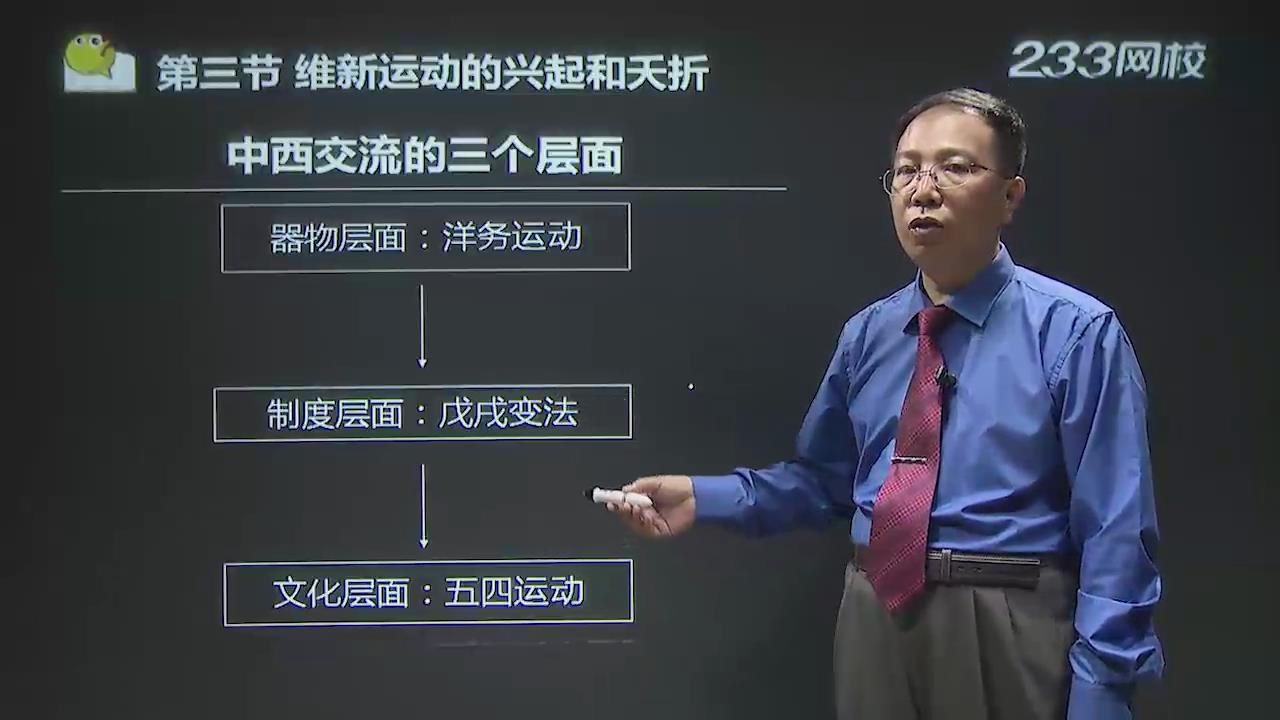 第三节 维新运动的兴起和夭折
233网校
中西交流的三个层面
器物层面：洋务运动
制度层面：戊戌变法
文化层面：五四运动